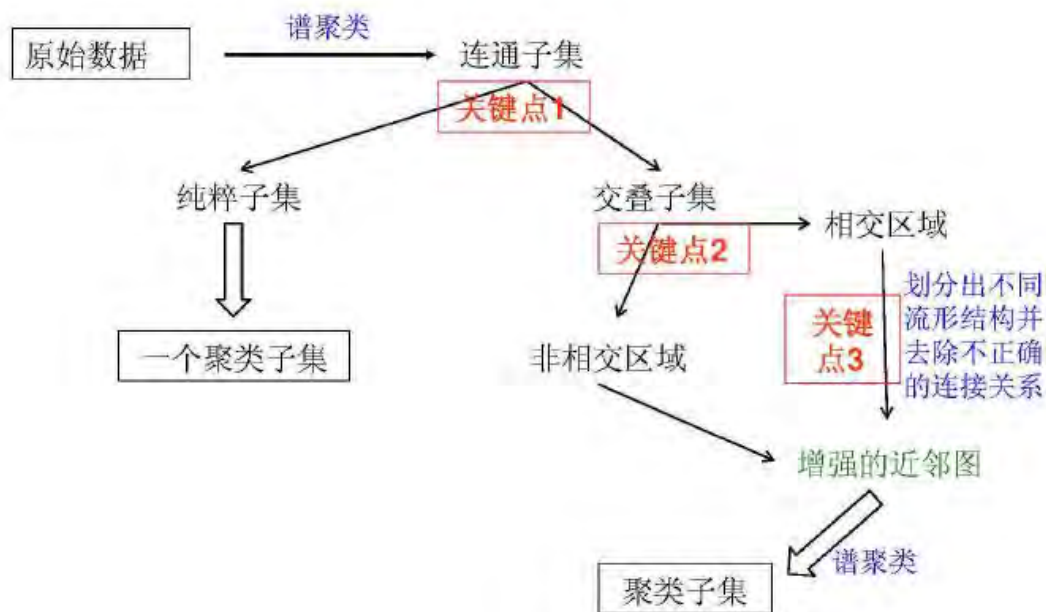 谱聚类
原始数据
连通子集
关键点1
纯粹子集
交叠子集
相交区域
关键点2
划分出不同
流形结构并
去除不正确
的连接关系
关键
点3
一个聚类子集
非相交区域
增强的近邻图
谱聚类
聚类子集